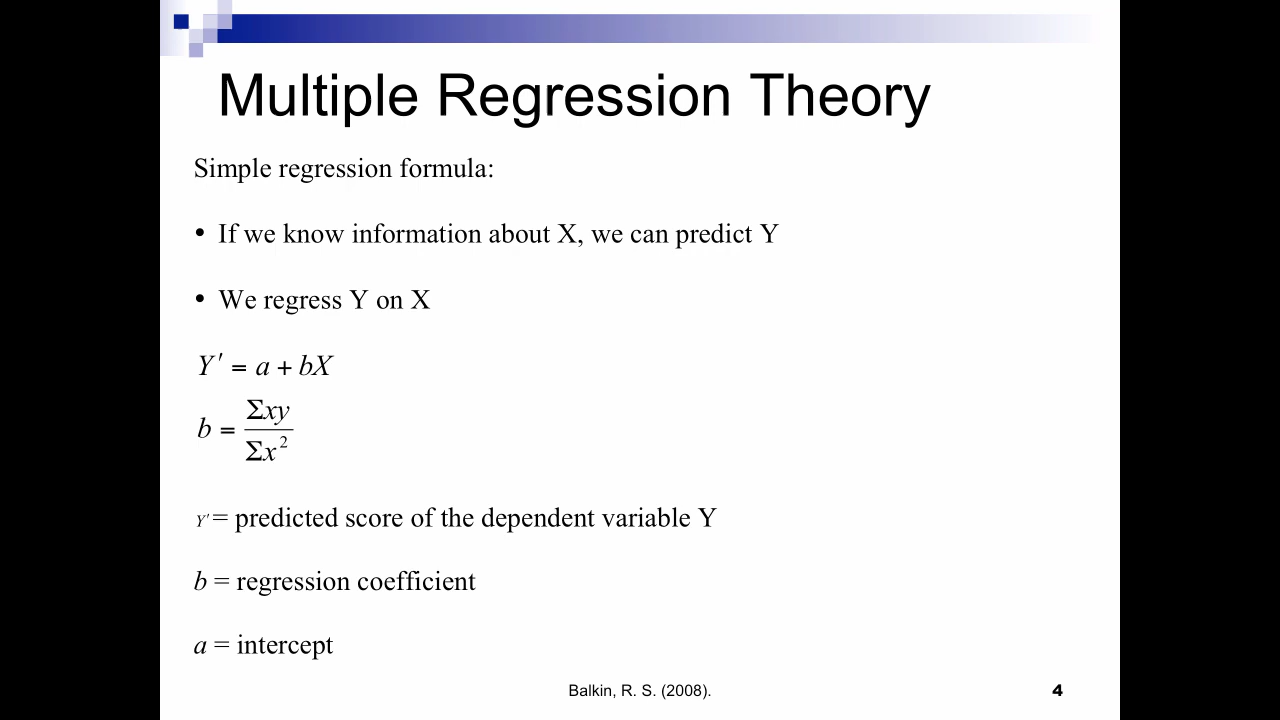 Multiple Regression Theory
Simple regression formula:
• If we know information about X, we can predict Y
• We regress Y on X
Y′ = a + bX
b = Σxy / Σx²
Y′ = predicted score of the dependent variable Y
b = regression coefficient
a = intercept
Balkin, R. S. (2008). 4